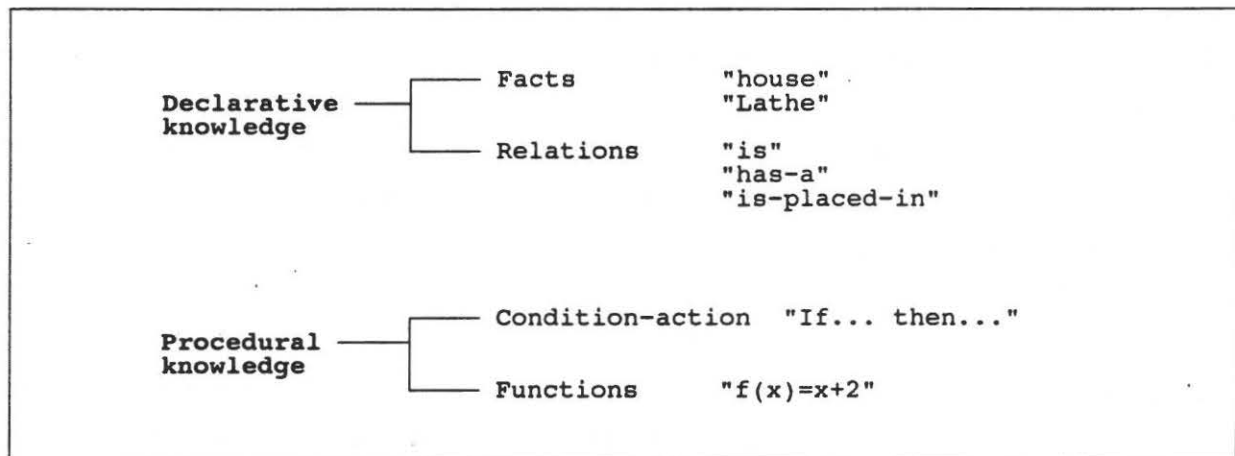 Facts "house"
Declarative "Lathe"
knowledge
Relations "is"
"has-a"
"is-placed-in"
Condition-action "If... then..."
Procedural
knowledge
Functions "f(x)=x+2"